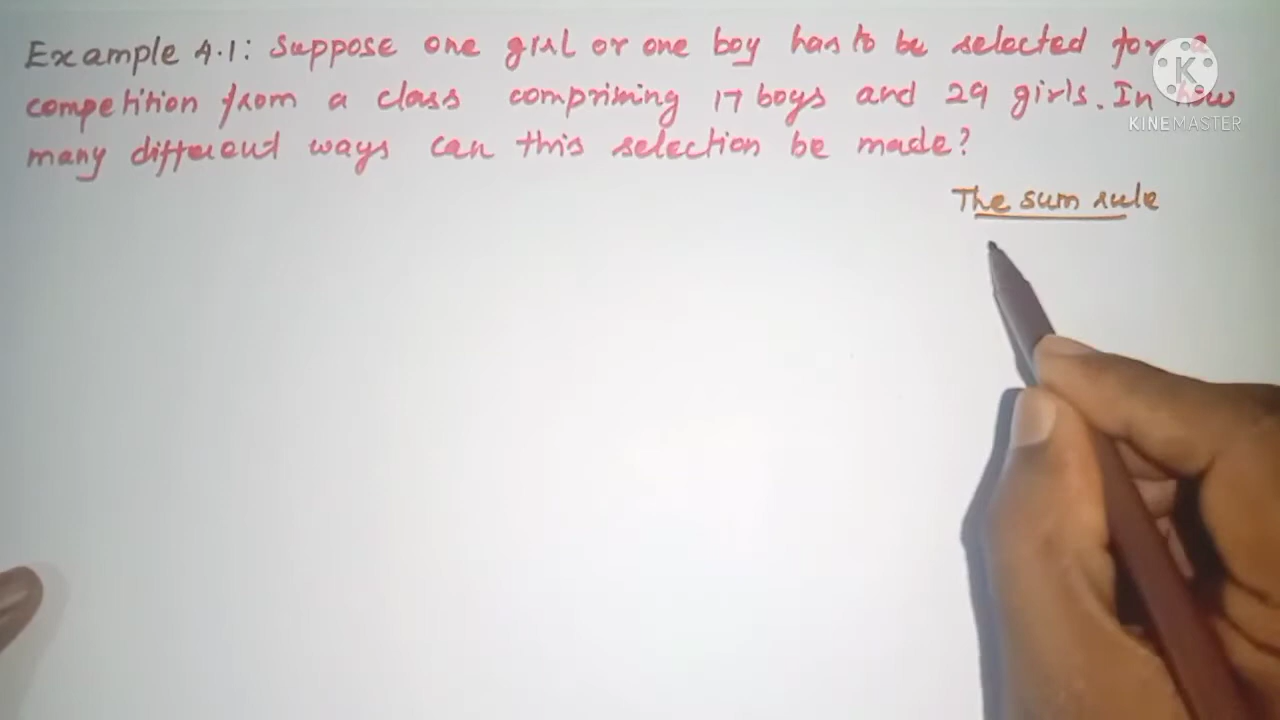 Example 4.1: Suppose one girl or one boy has to be selected for a
competition from a class comprising 17 boys and 29 girls. In how
many different ways can this selection be made?
The sum rule
K
KINEMASTER